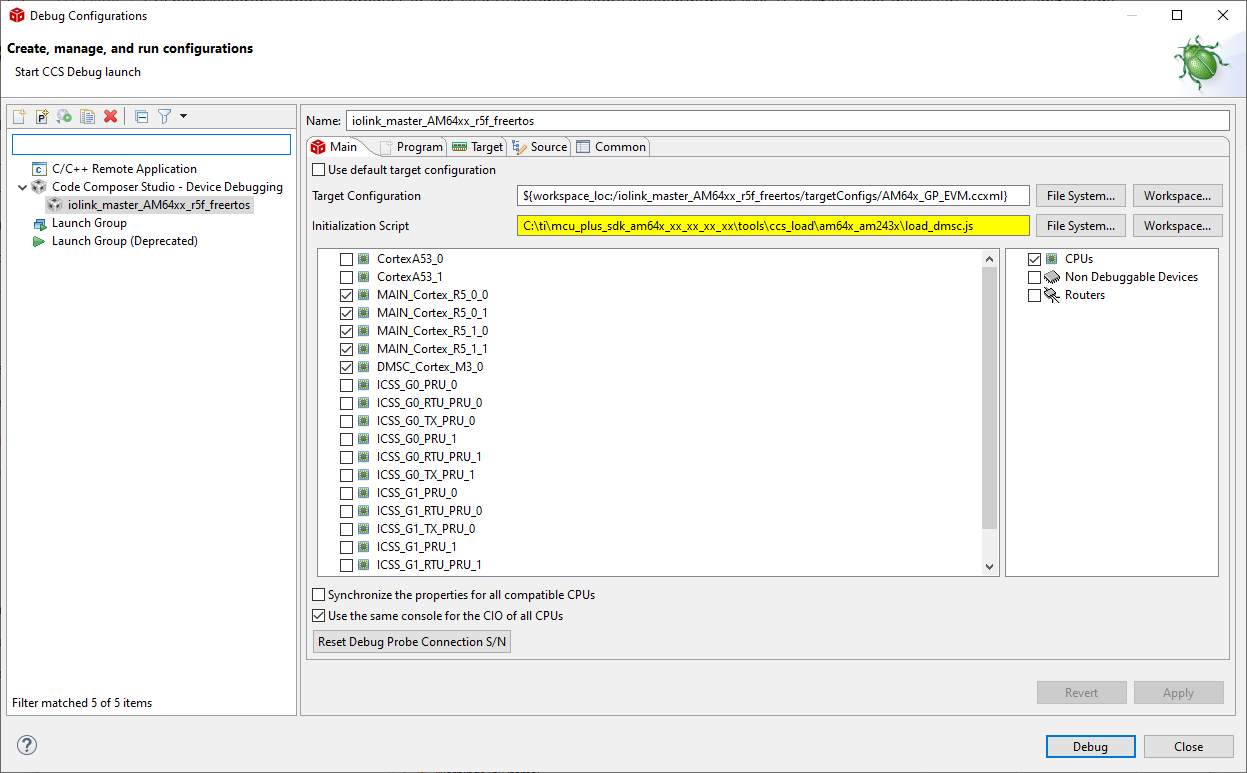 Debug Configurations
Create, manage, and run configurations
Start CCS Debug launch
Name: iolink_master_AM64xx_r5f_freertos
Main Program Target Source Common
C/C++ Remote Application
Code Composer Studio - Device Debugging
iolink_master_AM64xx_r5f_freertos
Launch Group
Launch Group (Deprecated)
Filter matched 5 of 5 items
Use default target configuration
Target Configuration ${workspace_loc:/iolink_master_AM64xx_r5f_freertos/targetConfigs/AM64x_GP_EVM.ccxml} File System... Workspace...
Initialization Script C:\ti\mcu_plus_sdk_am64x_xx_xx_xx_xx\tools\ccs_load\am64x_am243x\load_dmsc.js File System... Workspace...
CortexA53_0
CortexA53_1
MAIN_Cortex_R5_0_0
MAIN_Cortex_R5_0_1
MAIN_Cortex_R5_1_0
MAIN_Cortex_R5_1_1
DMSC_Cortex_M3_0
ICSS_G0_PRU_0
ICSS_G0_RTU_PRU_0
ICSS_G0_TX_PRU_0
ICSS_G0_PRU_1
ICSS_G0_RTU_PRU_1
ICSS_G0_TX_PRU_1
ICSS_G1_PRU_0
ICSS_G1_RTU_PRU_0
ICSS_G1_TX_PRU_0
ICSS_G1_PRU_1
ICSS_G1_RTU_PRU_1
CPUs
Non Debuggable Devices
Routers
Synchronize the properties for all compatible CPUs
Use the same console for the CIO of all CPUs
Reset Debug Probe Connection S/N
Revert Apply
? Debug Close